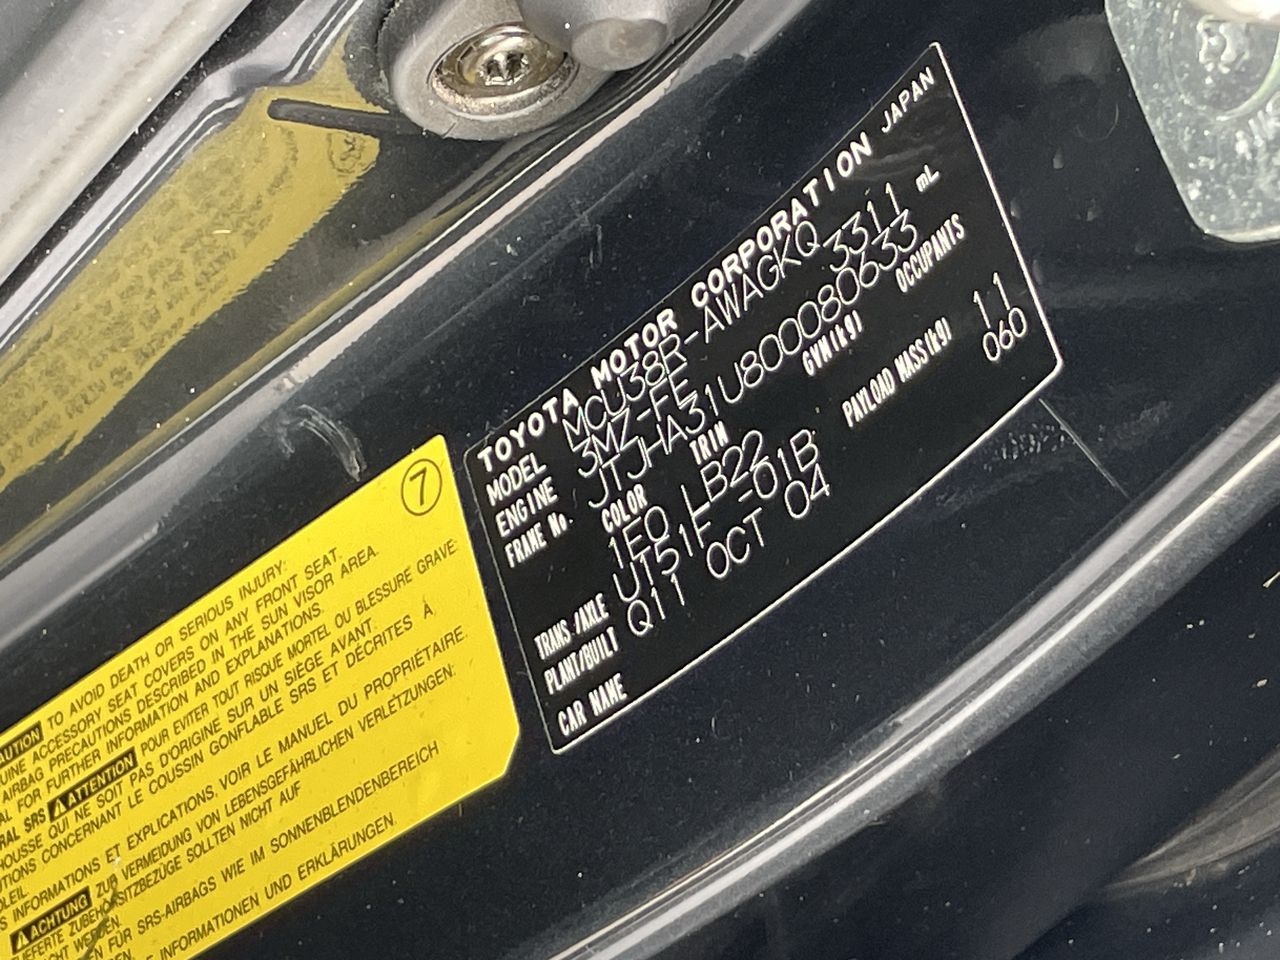 TOYOTA MOTOR CORPORATION JAPAN
MODEL MCU38R-AWAGKQ
ENGINE 3MZ-FE 3311 mL
FRAME No. JTJHA31U800080633
COLOR TRIM GVM(kg) OCCUPANTS
1E0 LB22
PAYLOAD MASS(kg) 11
060
TRANS/AXLE U151F -01B
PLANT/BUILT Q11 OCT 04
CAR NAME
7
TO AVOID DEATH OR SERIOUS INJURY:
ACCESSORY SEAT COVERS ON ANY FRONT SEAT.
AIRBAG PRECAUTIONS DESCRIBED IN THE SUN VISOR AREA.
FOR FURTHER INFORMATION AND EXPLANATIONS.
SRS ATTENTION POUR EVITER TOUT RISQUE MORTEL OU BLESSURE GRAVE:
HOUSSE QUI NE SOIT PAS D'ORIGINE SUR UN SIÈGE AVANT.
CONCERNANT LE COUSSIN GONFLABLE SRS ET DÉCRITES À
INFORMATIONS ET EXPLICATIONS, VOIR LE MANUEL DU PROPRIÉTAIRE.
ACHTUNG ZUR VERMEIDUNG VON LEBENSGEFÄHRLICHEN VERLETZUNGEN:
ZUBEHÖRSITZBEZÜGE SOLLTEN NICHT AUF
WERDEN.
FÜR SRS-AIRBAGS WIE IM SONNENBLENDENBEREICH
INFORMATIONEN UND ERKLÄRUNGEN